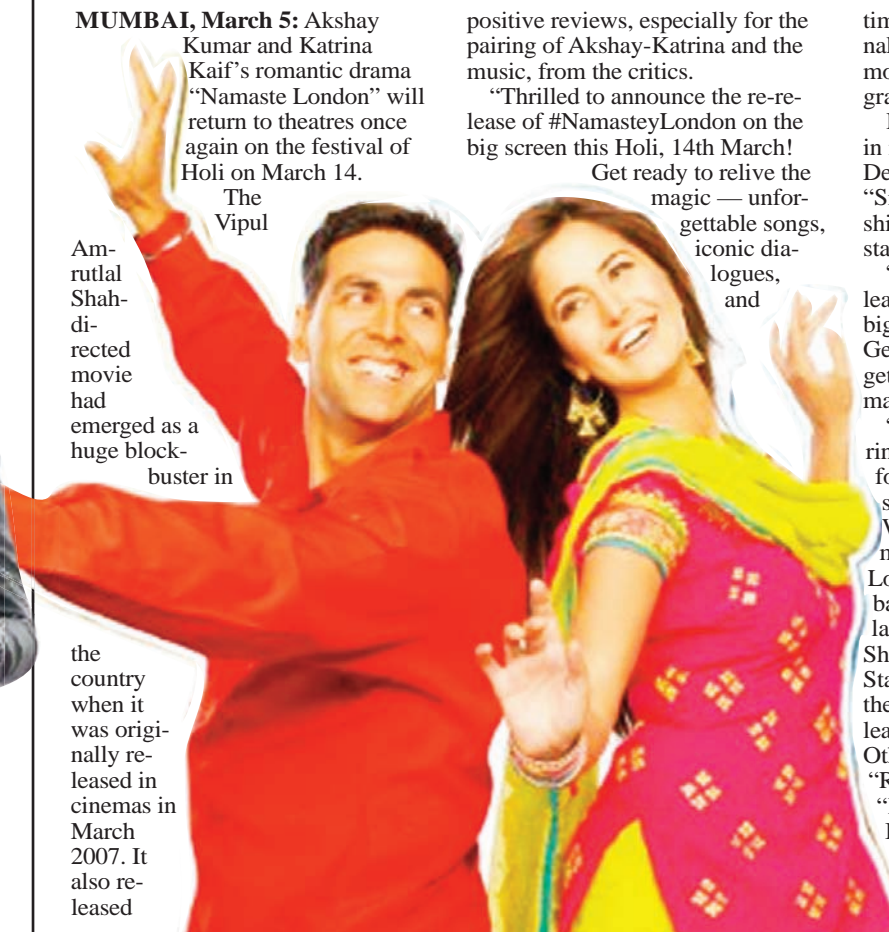 MUMBAI, March 5: Akshay
Kumar and Katrina
Kaif’s romantic drama
“Namaste London” will
return to theatres once
again on the festival of
Holi on March 14.
The
Vipul
Am-
rutlal
Shah-
di-
rected
movie
had
emerged as a
huge block-
buster in
the
country
when it
was origi-
nally re-
leased in
cinemas in
March
2007. It
also re-
leased
positive reviews, especially for the
pairing of Akshay-Katrina and the
music, from the critics.
“Thrilled to announce the re-re-
lease of #NamasteyLondon on the
big screen this Holi, 14th March!
Get ready to relive the
magic — unfor-
gettable songs,
iconic dia-
logues,
and